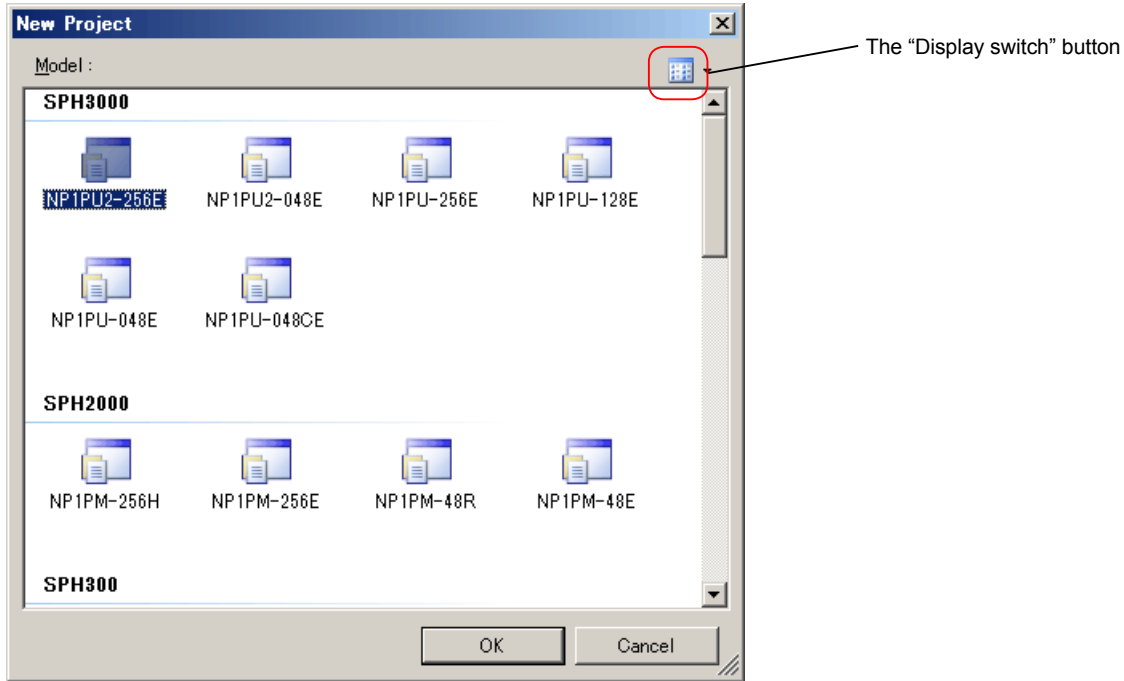 New Project
The “Display switch” button
Model :
SPH3000
NP1PU2-256E NP1PU2-048E NP1PU-256E NP1PU-128E
NP1PU-048E NP1PU-048CE
SPH2000
NP1PM-256H NP1PM-256E NP1PM-48R NP1PM-48E
SPH300
OK Cancel